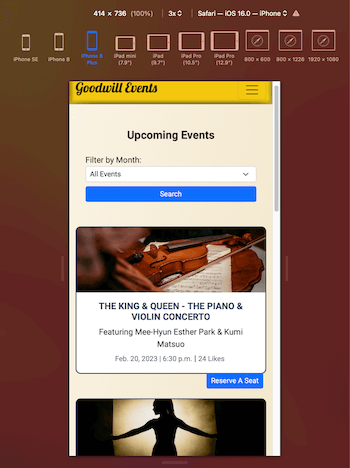 414 × 736 (100%) 3x Safari — iOS 16.0 — iPhone
iPhone SE
iPhone 8
iPhone 8
Plus
iPad mini
(7.9")
iPad
(9.7")
iPad Pro
(10.5")
iPad Pro
(12.9")
800 × 600
800 × 1226
1920 × 1080
Goodwill Events
Upcoming Events
Filter by Month:
All Events
Search
THE KING & QUEEN - THE PIANO &
VIOLIN CONCERTO
Featuring Mee-Hyun Esther Park & Kumi
Matsuo
Feb. 20, 2023 | 6:30 p.m. | 24 Likes
Reserve A Seat